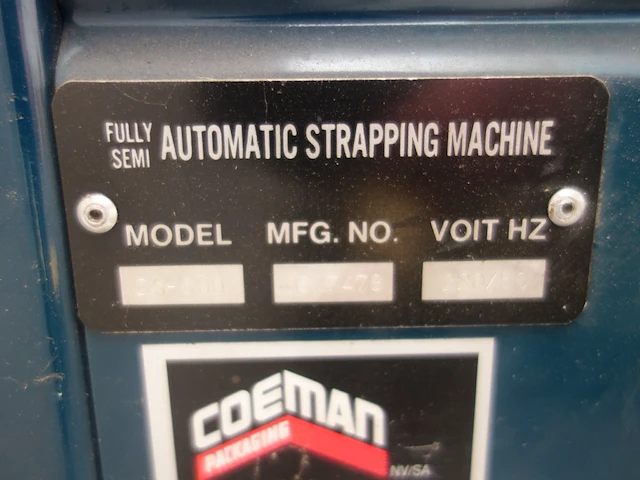 FULLY
SEMI
AUTOMATIC STRAPPING MACHINE
MODEL MFG. NO. VOIT HZ
COEMAN
PACKAGING
NV/SA